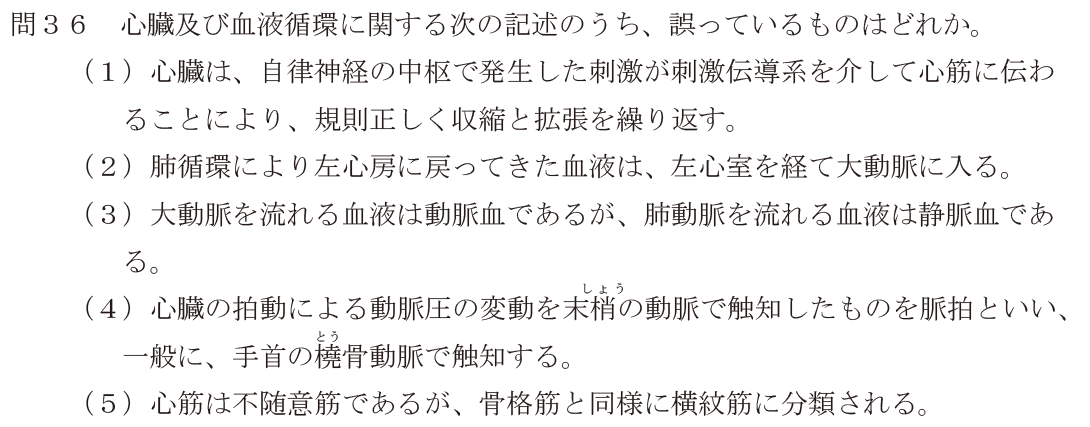 問３６　心臓及び血液循環に関する次の記述のうち、誤っているものはどれか。
（１）心臓は、自律神経の中枢で発生した刺激が刺激伝導系を介して心筋に伝わ
ることにより、規則正しく収縮と拡張を繰り返す。
（２）肺循環により左心房に戻ってきた血液は、左心室を経て大動脈に入る。
（３）大動脈を流れる血液は動脈血であるが、肺動脈を流れる血液は静脈血であ
る。
しょう
（４）心臓の拍動による動脈圧の変動を末梢の動脈で触知したものを脈拍といい、
とう
一般に、手首の橈骨動脈で触知する。
（５）心筋は不随意筋であるが、骨格筋と同様に横紋筋に分類される。